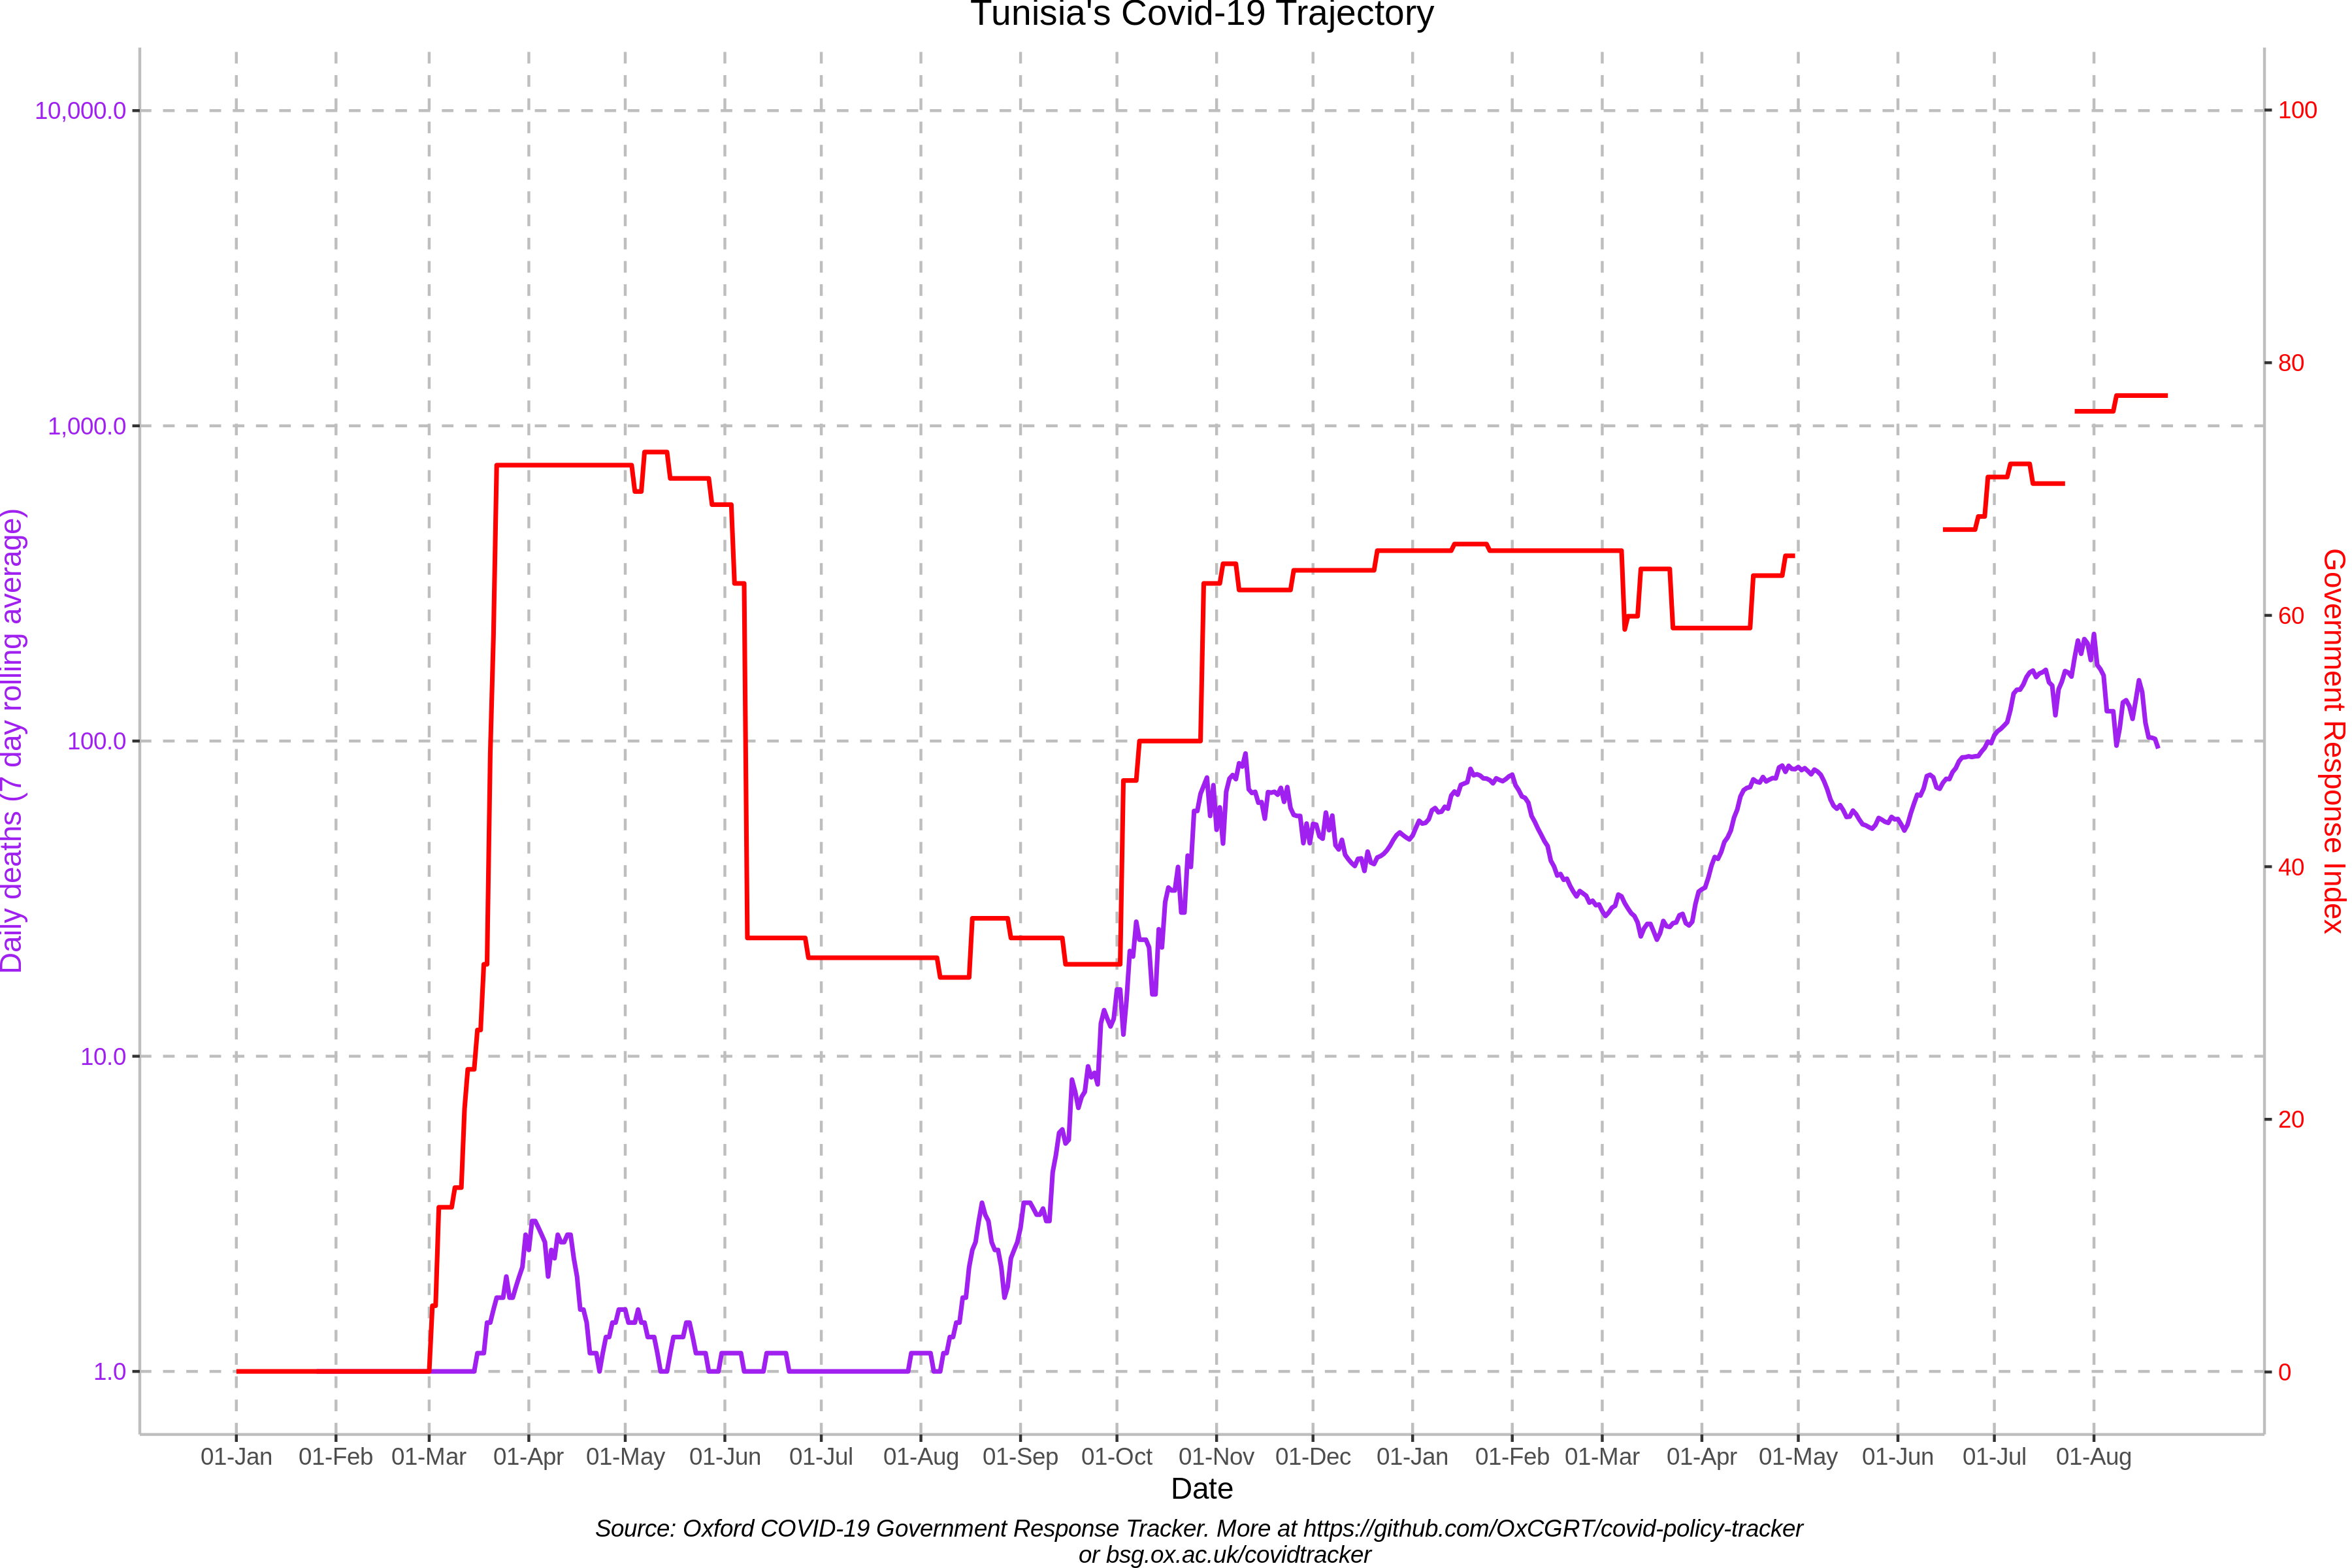 Tunisia's Covid-19 Trajectory
10,000.0
1,000.0
100.0
10.0
1.0
Daily deaths (7 day rolling average)
100
80
60
40
20
0
Government Response Index
01-Jan 01-Feb 01-Mar 01-Apr 01-May 01-Jun 01-Jul 01-Aug 01-Sep 01-Oct 01-Nov 01-Dec 01-Jan 01-Feb 01-Mar 01-Apr 01-May 01-Jun 01-Jul 01-Aug
Date
Source: Oxford COVID-19 Government Response Tracker. More at https://github.com/OxCGRT/covid-policy-tracker
or bsg.ox.ac.uk/covidtracker